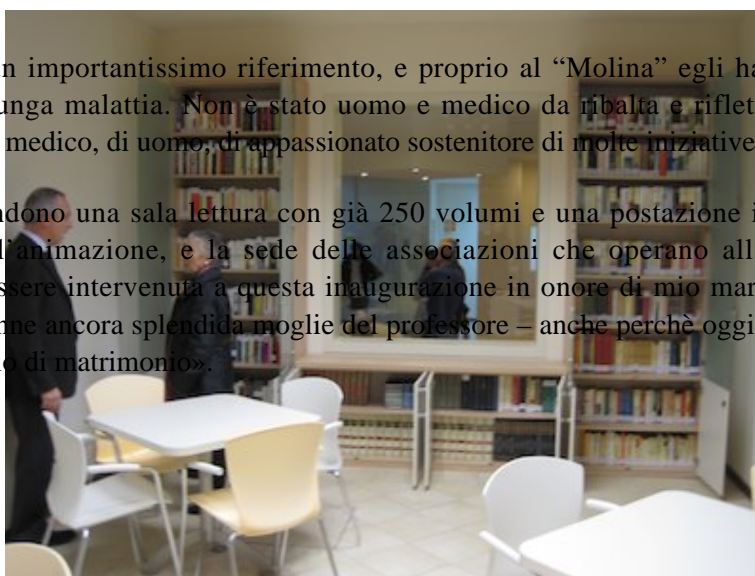 n importantissimo riferimento, e proprio al “Molina” egli ha
unga malattia. Non è stato uomo e medico da ribalta e riflet
medico, di uomo, di appassionato sostenitore di molte iniziative
ndono una sala lettura con già 250 volumi e una postazione i
l'animazione, e la sede delle associazioni che operano all
ssere intervenuta a questa inaugurazione in onore di mio mar
nne ancora splendida moglie del professore – anche perchè oggi
o di matrimonio».